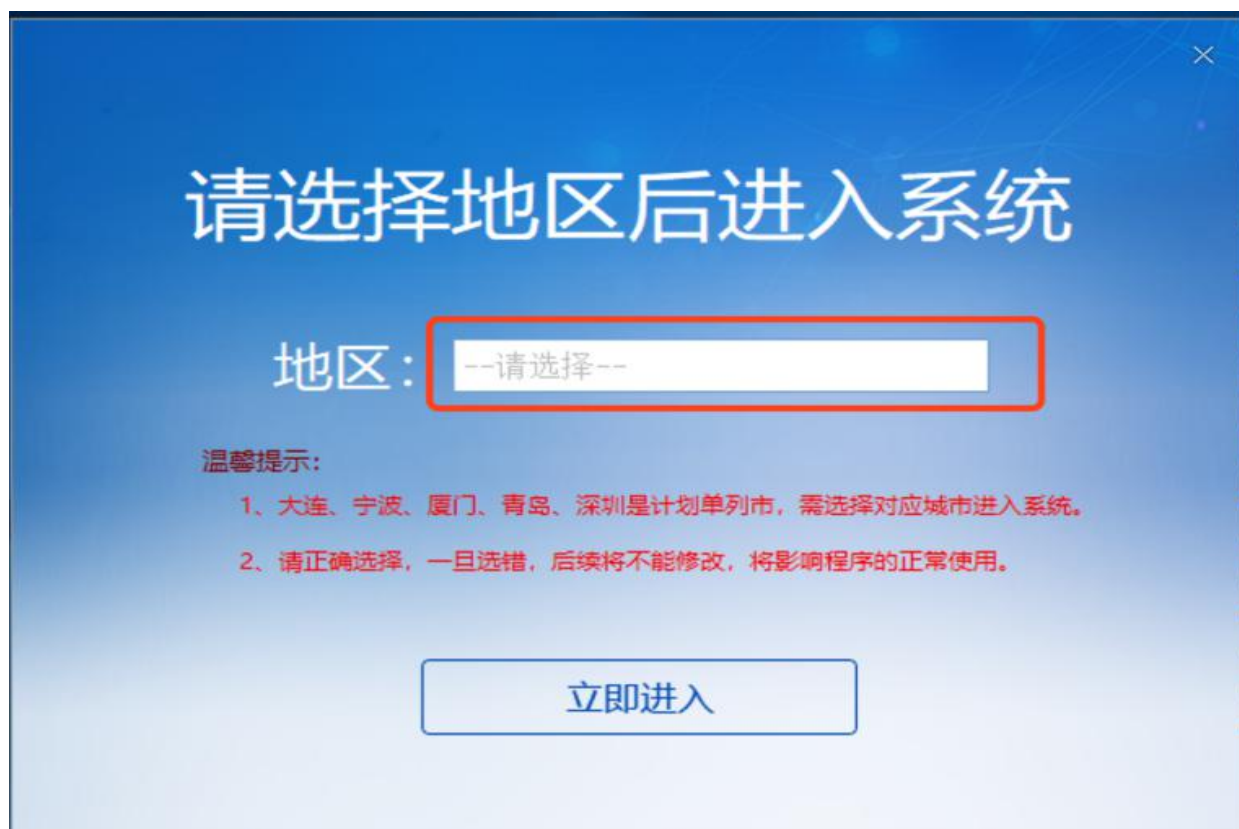 请选择地区后进入系统
地区：--请选择--
温馨提示：
1、大连、宁波、厦门、青岛、深圳是计划单列市，需选择对应城市进入系统。
2、请正确选择，一旦选错，后续将不能修改，将影响程序的正常使用。
立即进入